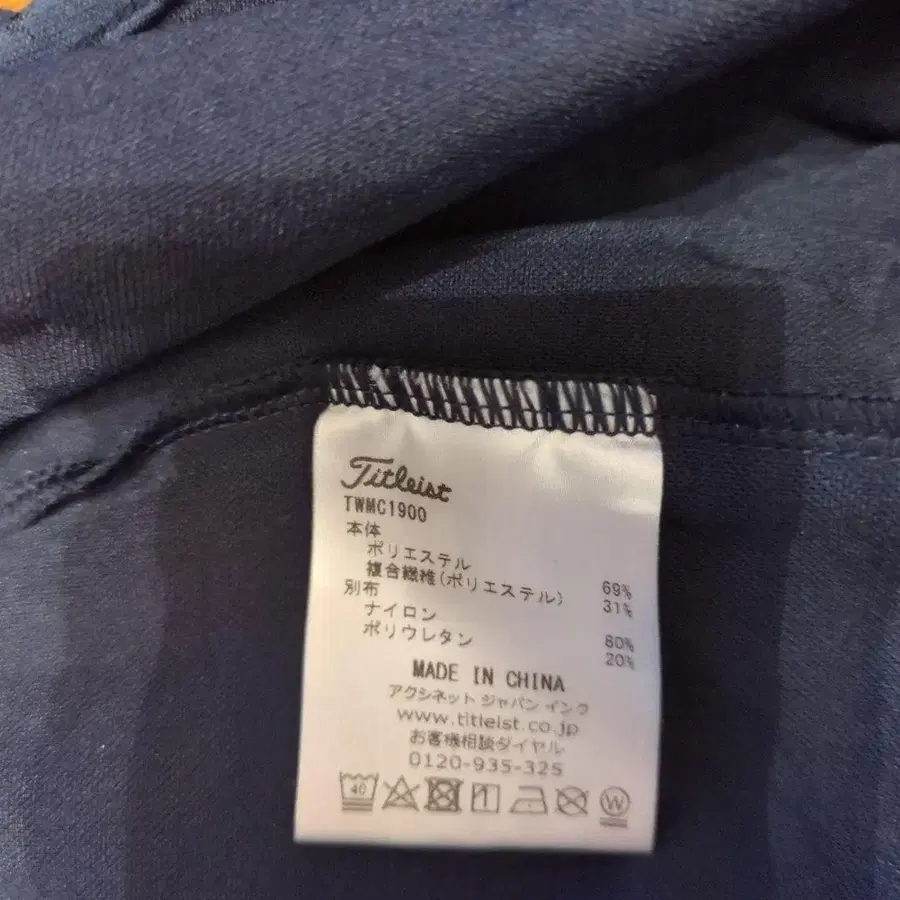 Titleist
TWMC1900
本体
ポリエステル 69%
複合繊維(ポリエステル) 31%
別布
ナイロン 80%
ポリウレタン 20%
MADE IN CHINA
アクシネット ジャパン インク
www.titleist.co.jp
お客様相談ダイヤル
0120-935-325
40 W